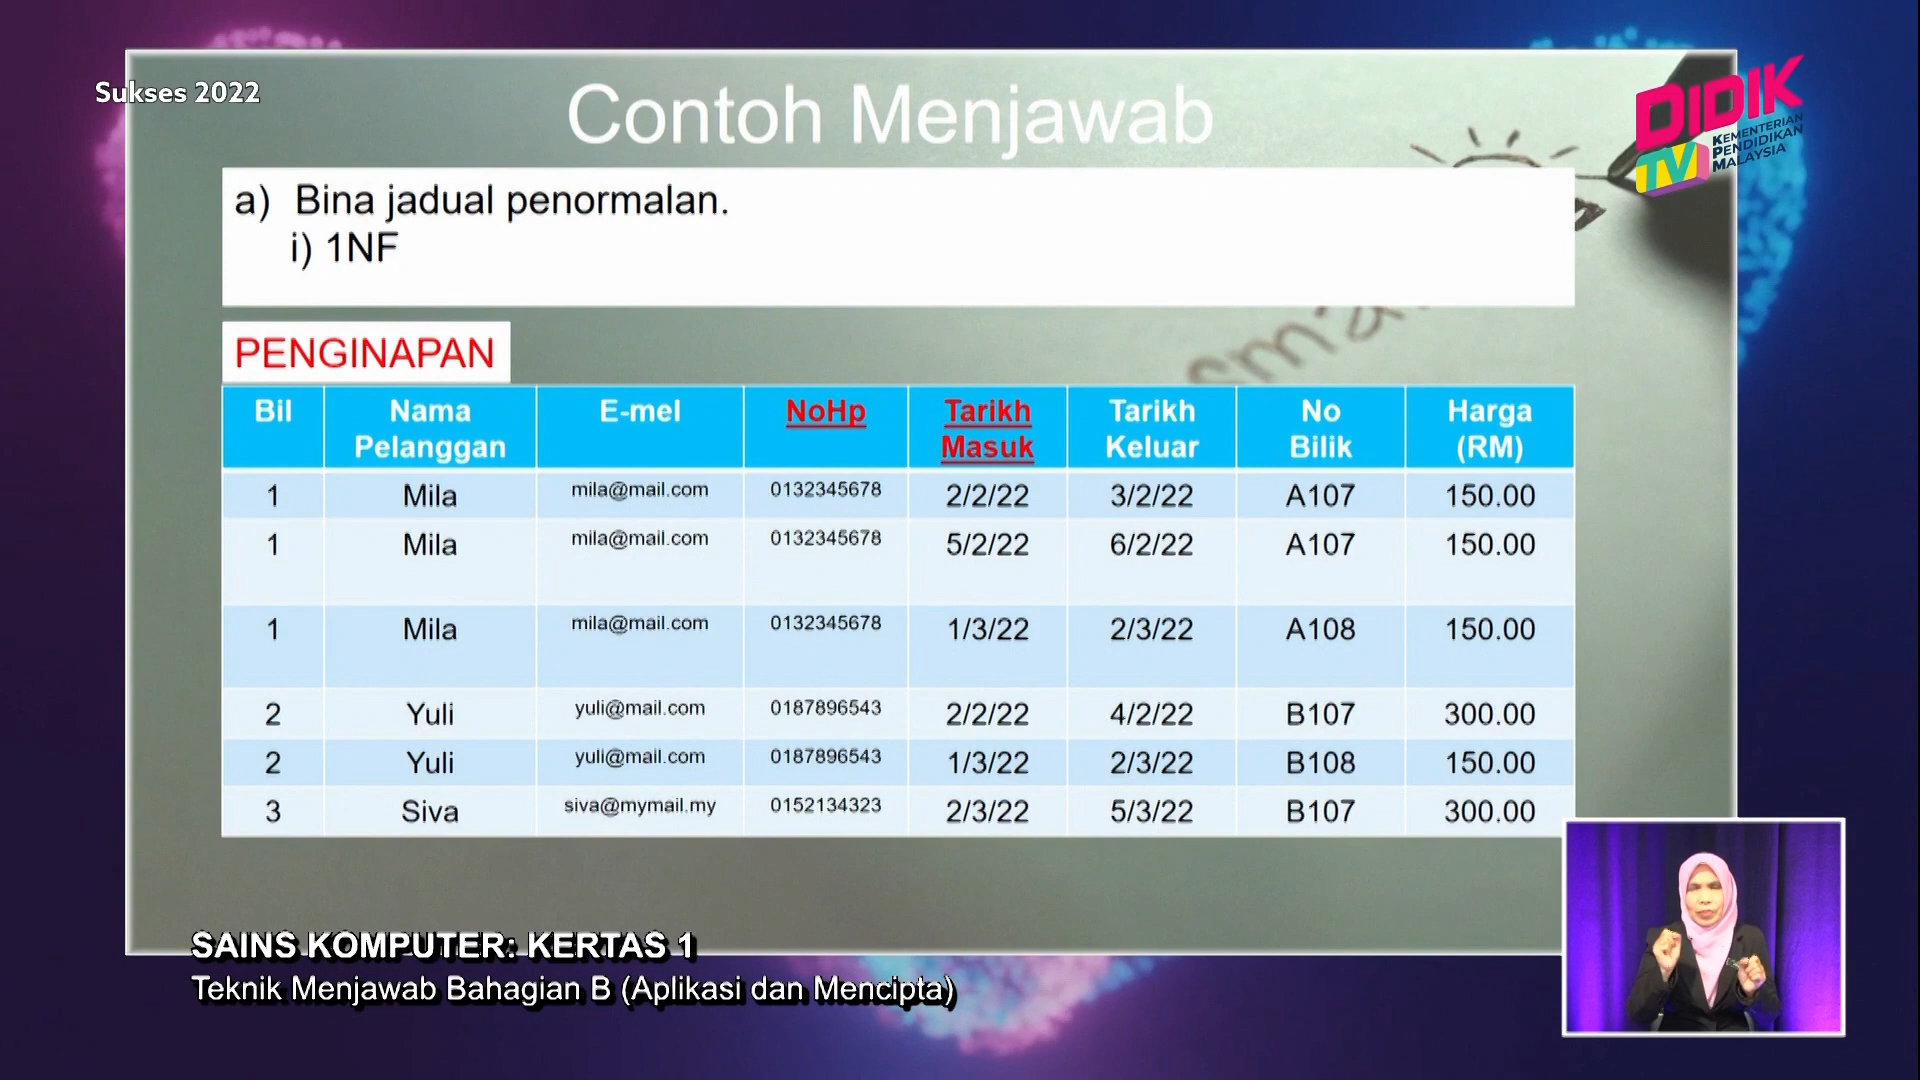 Sukses 2022
Contoh Menjawab
DIDIK
TV
KEMENTERIAN
PENDIDIKAN
MALAYSIA
a) Bina jadual penormalan.
i) 1NF
PENGINAPAN
Bil Nama Pelanggan E-mel NoHp Tarikh Masuk Tarikh Keluar No Bilik Harga (RM)
1 Mila mila@mail.com 0132345678 2/2/22 3/2/22 A107 150.00
1 Mila mila@mail.com 0132345678 5/2/22 6/2/22 A107 150.00
1 Mila mila@mail.com 0132345678 1/3/22 2/3/22 A108 150.00
2 Yuli yuli@mail.com 0187896543 2/2/22 4/2/22 B107 300.00
2 Yuli yuli@mail.com 0187896543 1/3/22 2/3/22 B108 150.00
3 Siva siva@mymail.my 0152134323 2/3/22 5/3/22 B107 300.00
SAINS KOMPUTER: KERTAS 1
Teknik Menjawab Bahagian B (Aplikasi dan Mencipta)